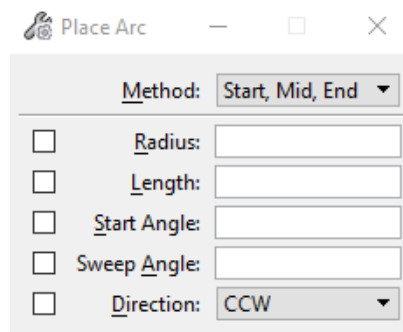 Place Arc
Method: Start, Mid, End
Radius:
Length:
Start Angle:
Sweep Angle:
Direction: CCW